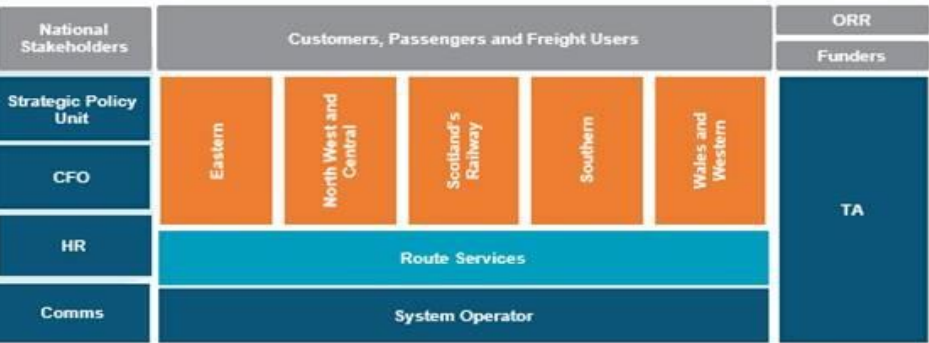 National
Stakeholders
Customers, Passengers and Freight Users
ORR
Funders
Strategic Policy
Unit
CFO
HR
Comms
Eastern
North West and
Central
Scotland's
Railway
Southern
Wales and
Western
Route Services
System Operator
TA